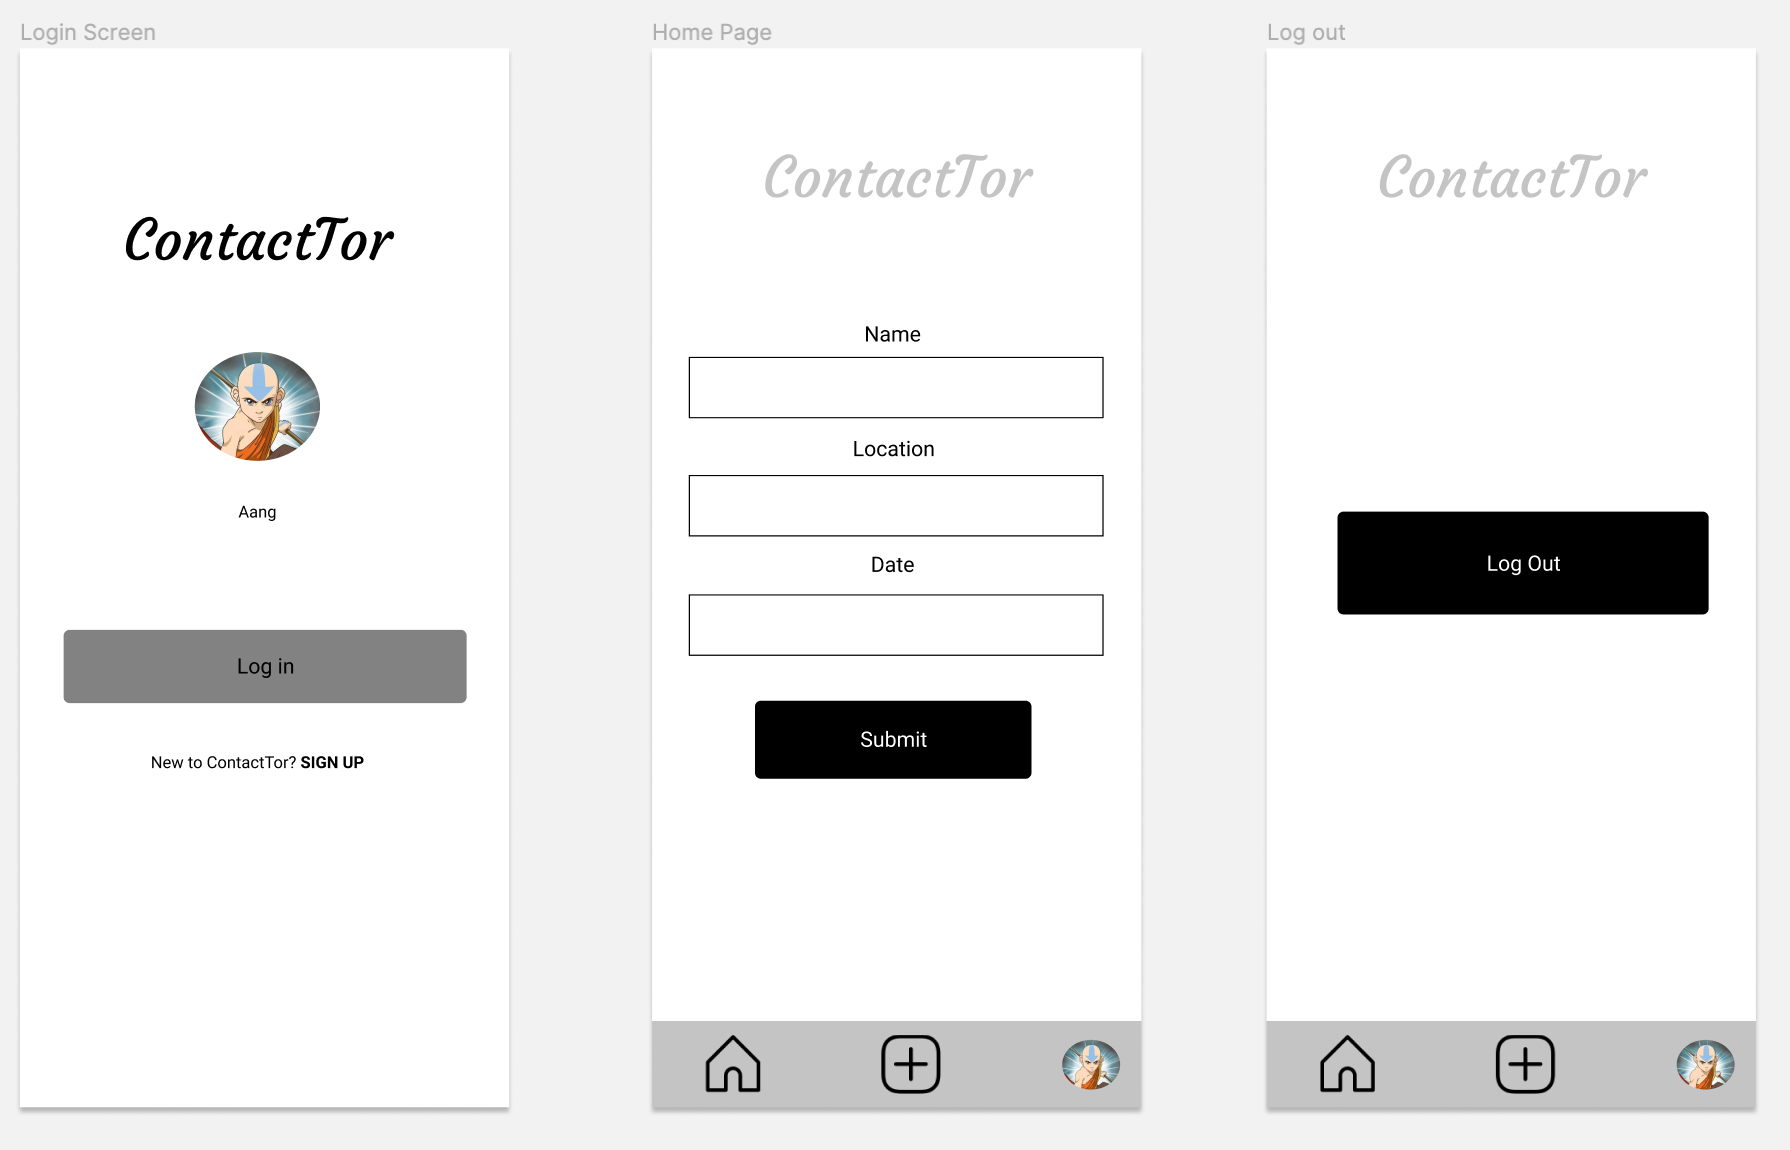 Login Screen
ContactTor
Aang
Log in
New to ContactTor? SIGN UP
Home Page
ContactTor
Name
Location
Date
Submit
Log out
ContactTor
Log Out